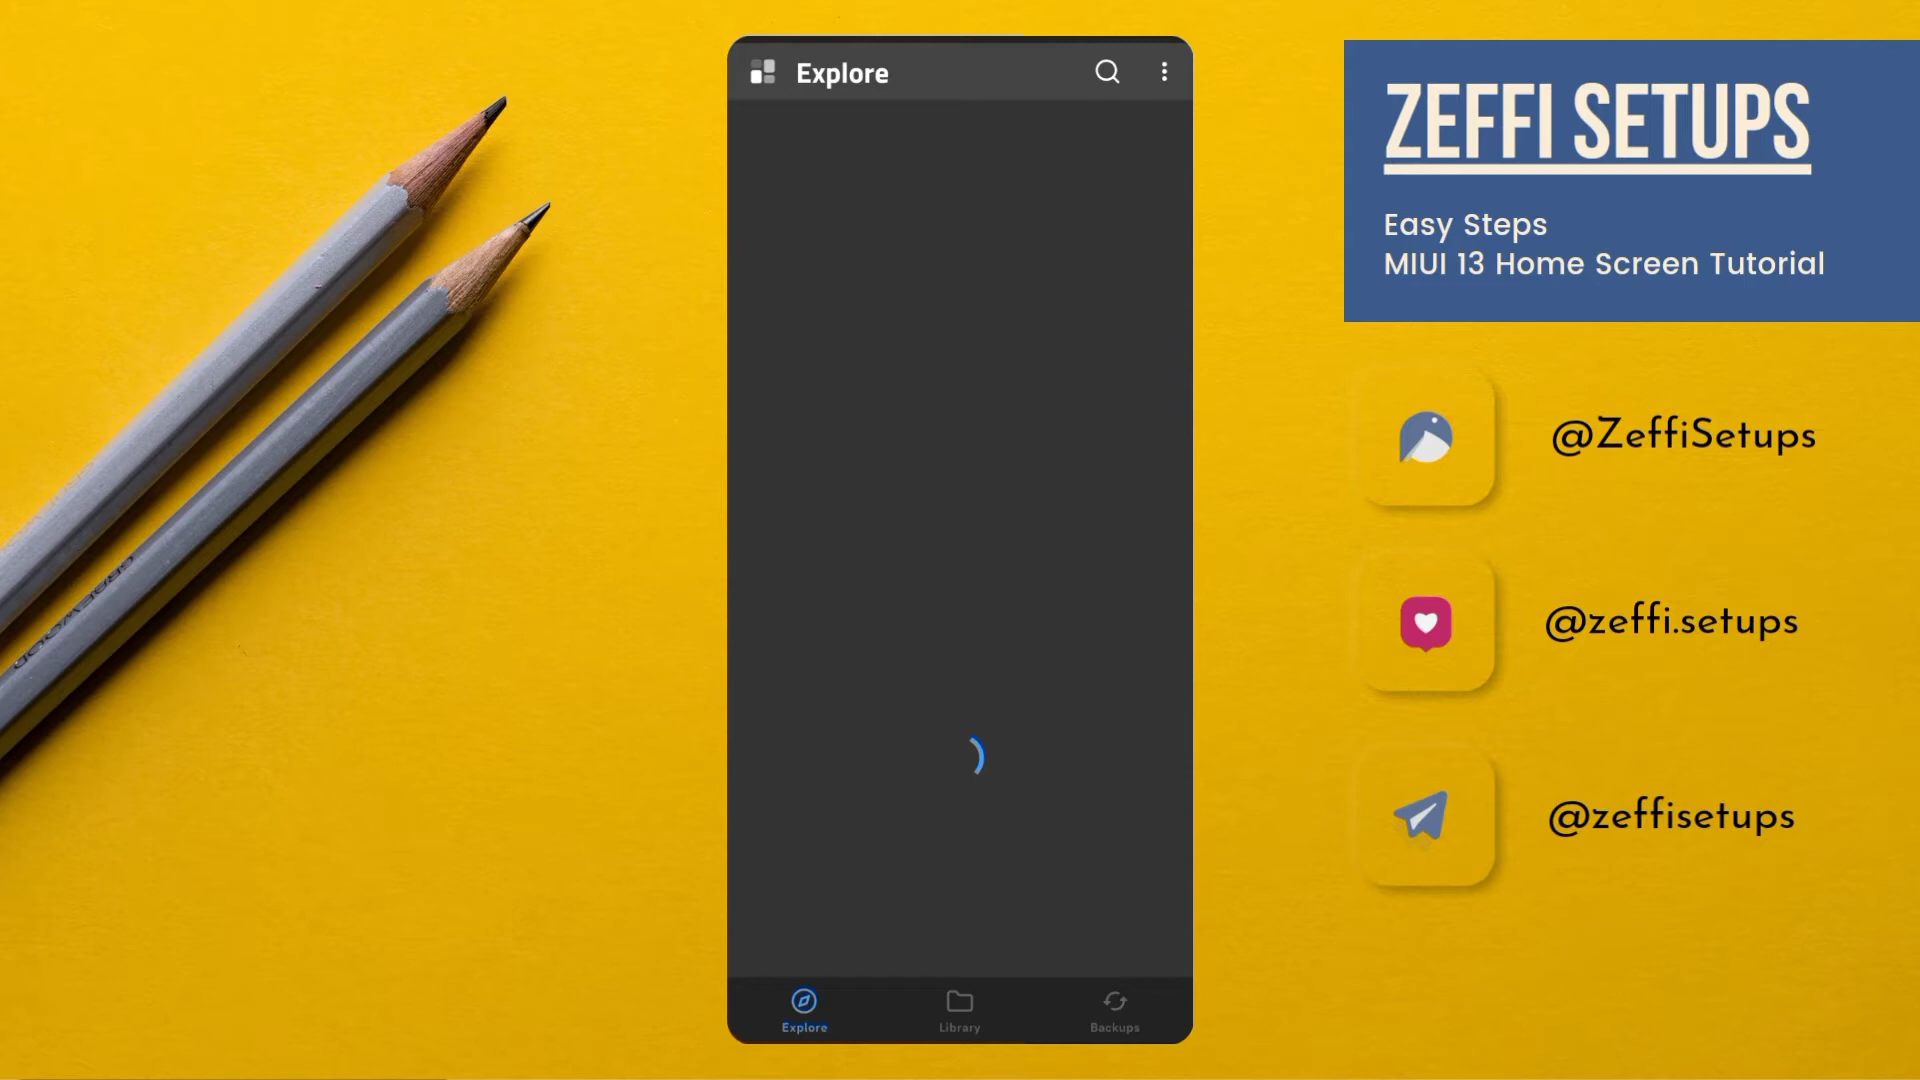 Explore
Explore
Library
Backups
ZEFFI SETUPS
Easy Steps
MIUI 13 Home Screen Tutorial
@ZeffiSetups
@zeffi.setups
@zeffisetups